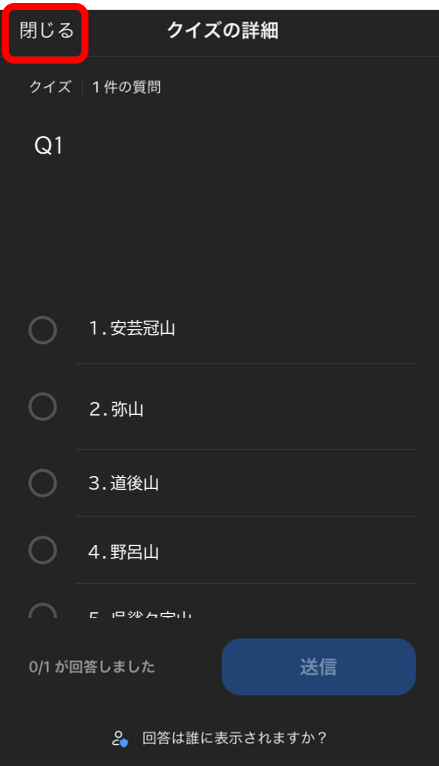 閉じる クイズの詳細
クイズ 1 件の質問
Q1
1.安芸冠山
2.弥山
3.道後山
4.野呂山
0/1 が回答しました 送信
回答は誰に表示されますか？